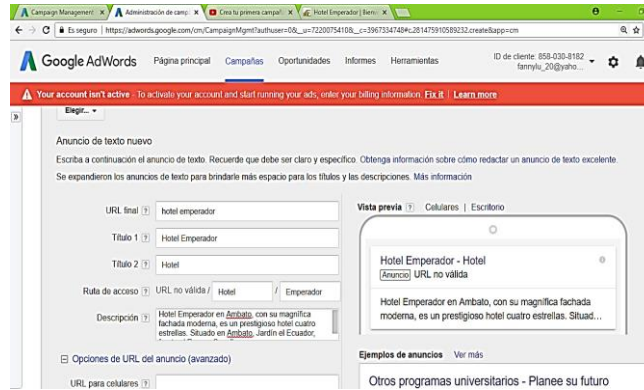 Campaign Management
Administración de camp
Crea tu primera campañ
Hotel Emperador | Bien
Es seguro | https://adwords.google.com/cm/CampaignMgmt?authuser=0&__u=7220075410&__c=3967334748#c.281475910589232.create&app=cm
Google AdWords Página principal Campañas Oportunidades Informes Herramientas
ID de cliente: 858-030-8182
fannylu_20@yaho...
Your account isn't active - To activate your account and start running your ads, enter your billing information. Fix it | Learn more
Elegir...
Anuncio de texto nuevo
Escriba a continuación el anuncio de texto. Recuerde que debe ser claro y específico. Obtenga información sobre cómo redactar un anuncio de texto excelente.
Se expandieron los anuncios de texto para brindarle más espacio para los títulos y las descripciones. Más información
URL final ? hotel emperador
Título 1 ? Hotel Emperador
Título 2 ? Hotel
Ruta de acceso ? URL no válida / Hotel / Emperador
Descripción ? Hotel Emperador en Ambato, con su magnífica
fachada moderna, es un prestigioso hotel cuatro
estrellas. Situado en Ambato, Jardín el Ecuador,
Opciones de URL del anuncio (avanzado)
URL para celulares ?
Vista previa ? Celulares | Escritorio
Hotel Emperador - Hotel
Anuncio URL no válida
Hotel Emperador en Ambato, con su magnífica fachada
moderna, es un prestigioso hotel cuatro estrellas. Situad...
Ejemplos de anuncios Ver más
Otros programas universitarios - Planee su futuro